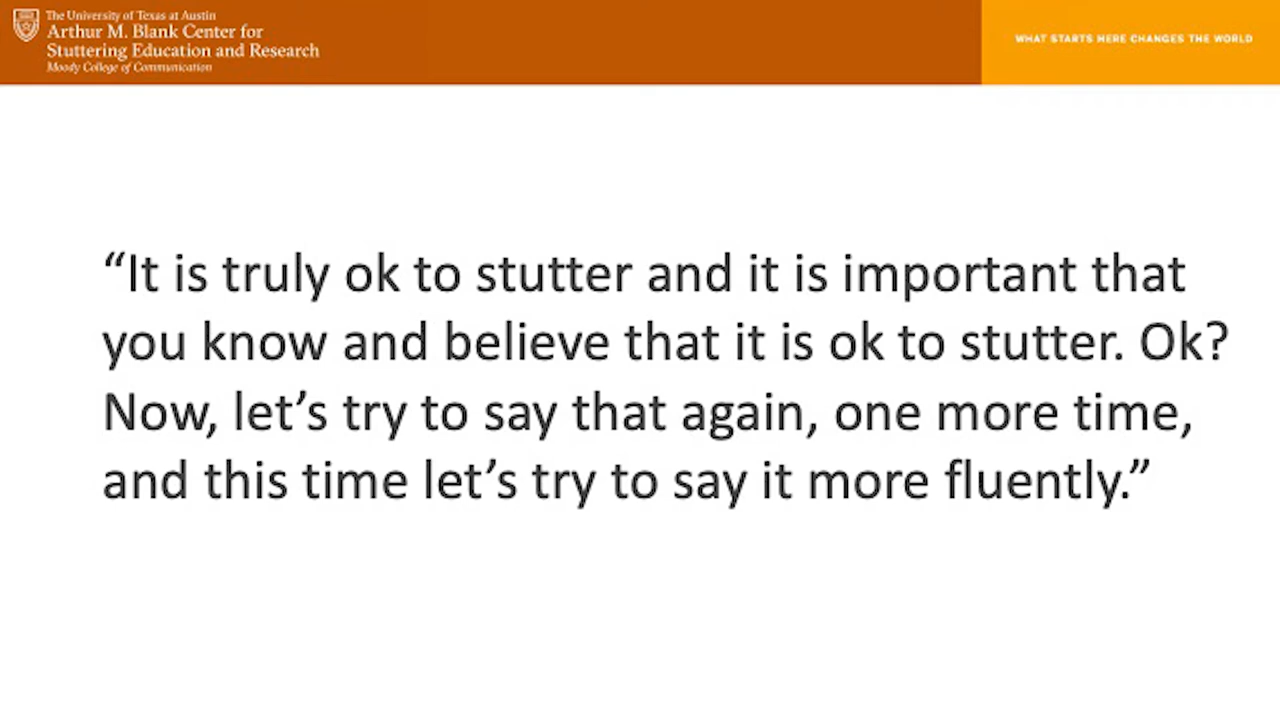 The University of Texas at Austin
Arthur M. Blank Center for
Stuttering Education and Research
Moody College of Communication
WHAT STARTS HERE CHANGES THE WORLD
“It is truly ok to stutter and it is important that
you know and believe that it is ok to stutter. Ok?
Now, let’s try to say that again, one more time,
and this time let’s try to say it more fluently.”